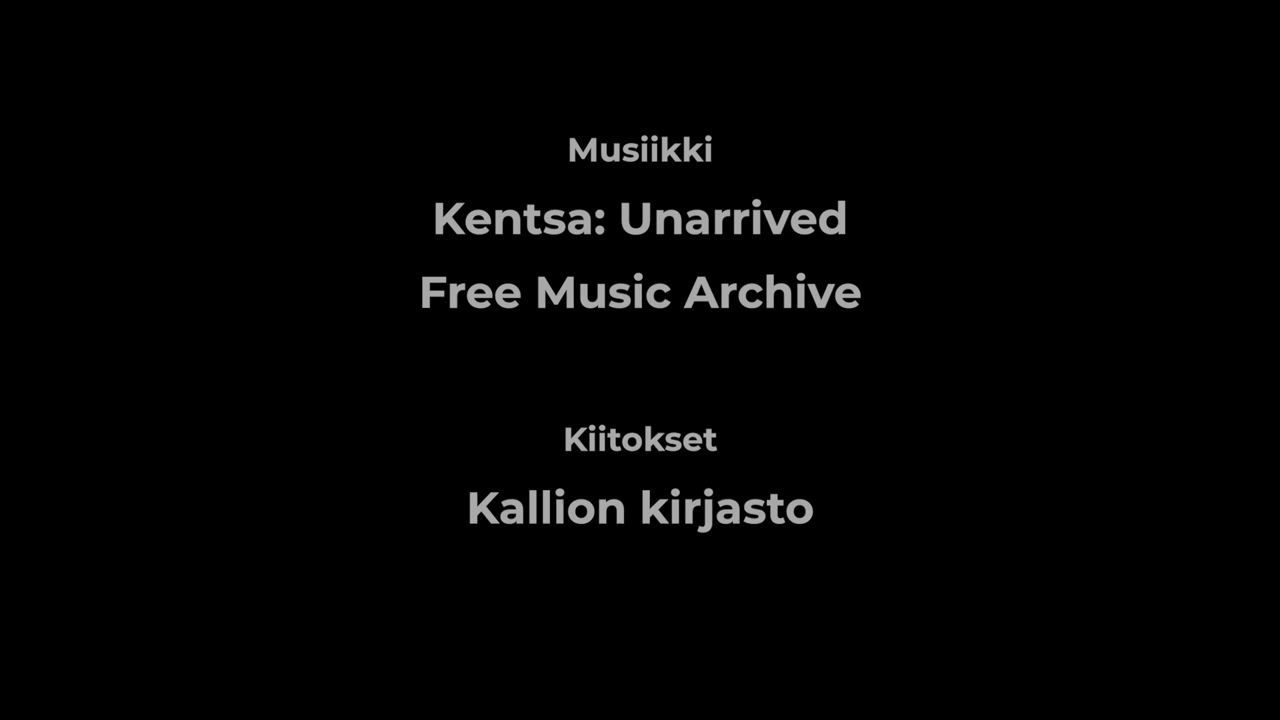 Musiikki
Kentsa: Unarrived
Free Music Archive
Kiitokset
Kallion kirjasto